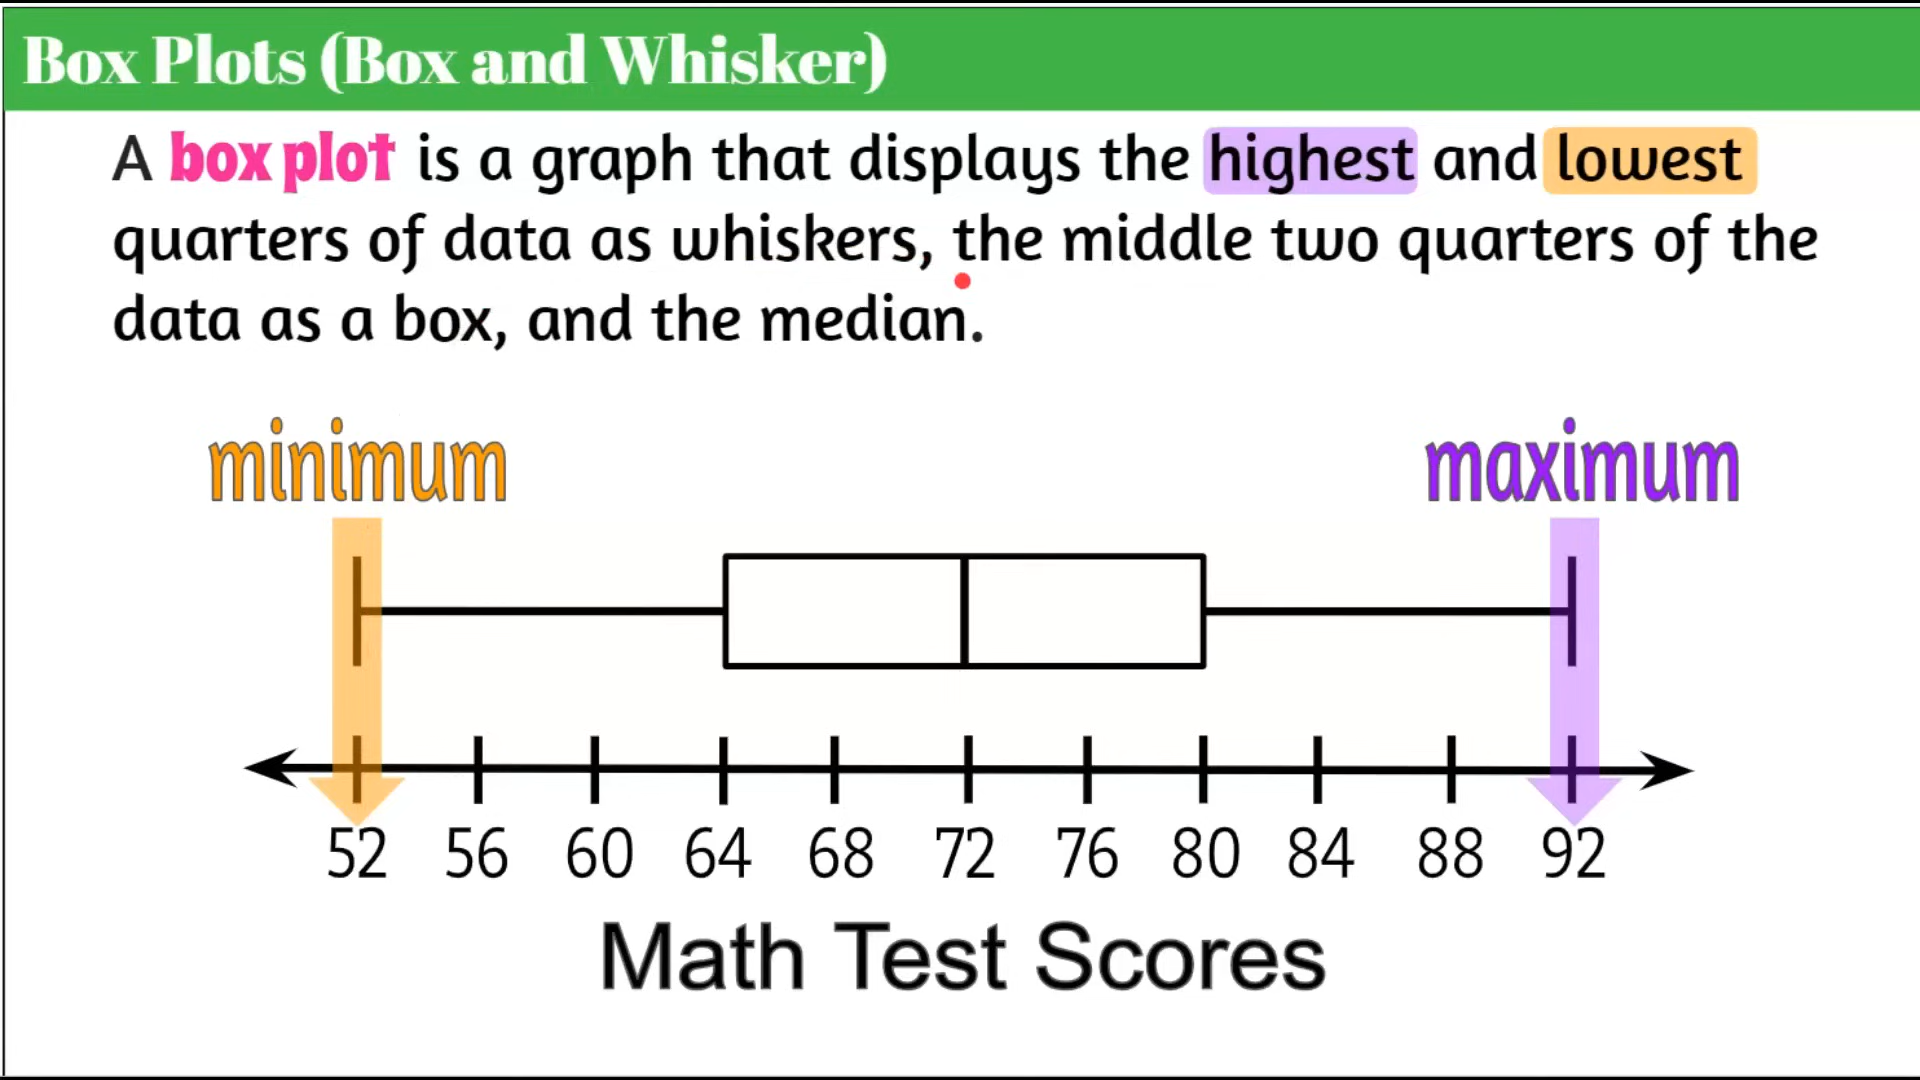 Box Plots (Box and Whisker)
A box plot is a graph that displays the highest and lowest
quarters of data as whiskers, the middle two quarters of the
data as a box, and the median.
minimum maximum
52 56 60 64 68 72 76 80 84 88 92
Math Test Scores